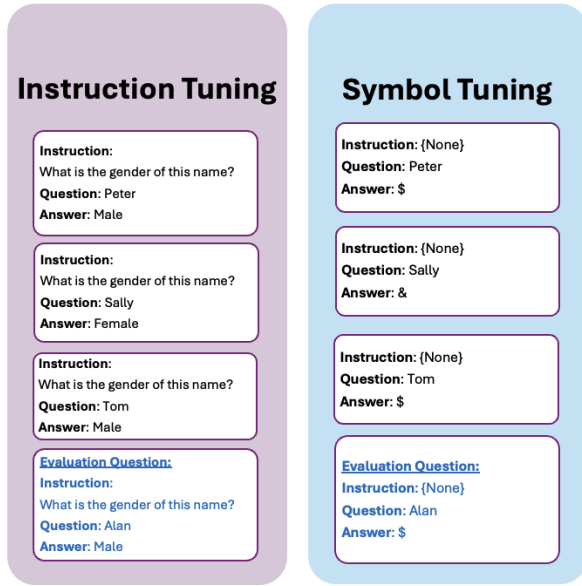 Instruction Tuning
Instruction:
What is the gender of this name?
Question: Peter
Answer: Male
Instruction:
What is the gender of this name?
Question: Sally
Answer: Female
Instruction:
What is the gender of this name?
Question: Tom
Answer: Male
Evaluation Question:
Instruction:
What is the gender of this name?
Question: Alan
Answer: Male
Symbol Tuning
Instruction: {None}
Question: Peter
Answer: $
Instruction: {None}
Question: Sally
Answer: &
Instruction: {None}
Question: Tom
Answer: $
Evaluation Question:
Instruction: {None}
Question: Alan
Answer: $